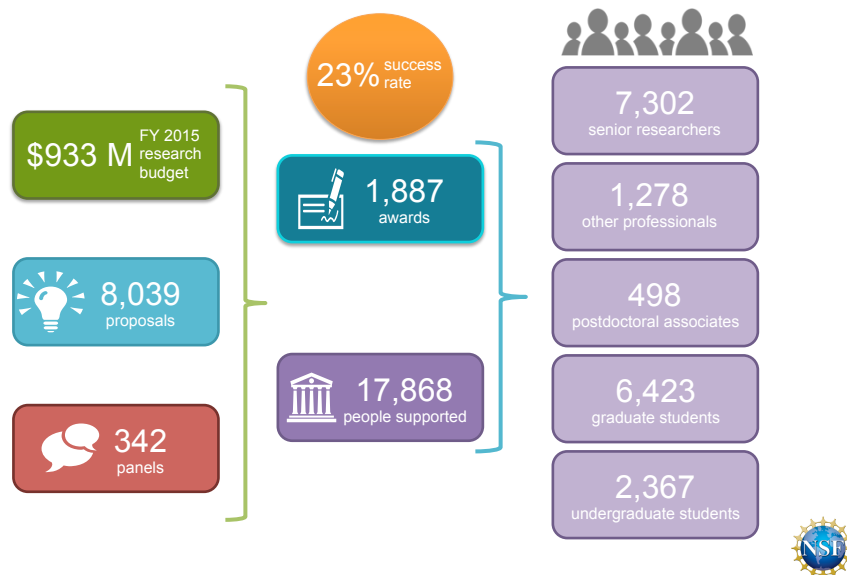 $933 M
FY 2015
research
budget
8,039
proposals
342
panels
23%
success
rate
1,887
awards
17,868
people supported
7,302
senior researchers
1,278
other professionals
498
postdoctoral associates
6,423
graduate students
2,367
undergraduate students
NSF